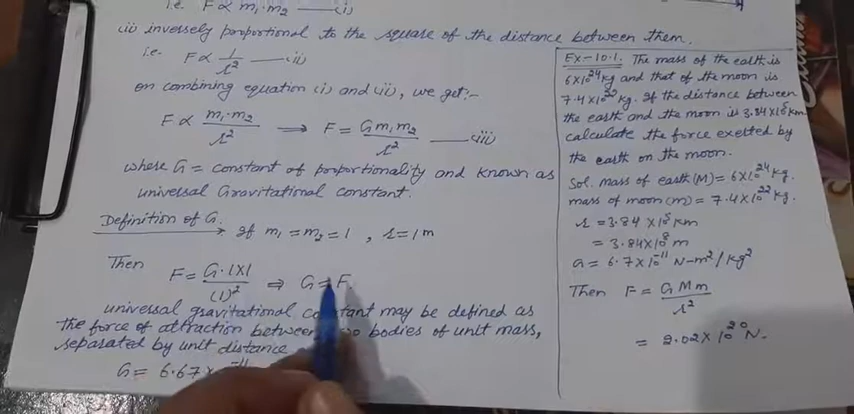 i.e. F ∝ m₁·m₂ —— (i)
(ii) inversely proportional to the square of the distance between them.
i.e. F ∝ 1/r² —— (ii)
on combining equation (i) and (ii), we get:-
F ∝ m₁·m₂/r² ⟹ F = G m₁m₂/r² —— (iii)
where G = constant of proportionality and known as
universal Gravitational constant.
Definition of G. → If m₁ = m₂ = 1, r = 1 m
Then F = G·1×1/(1)² ⇒ G = F
universal gravitational constant may be defined as
the force of attraction between two bodies of unit mass,
separated by unit distance
G = 6.67 × 10⁻¹¹
Ex-10.1. The mass of the earth is
6×10²⁴ kg and that of the moon is
7.4×10²² kg. If the distance between
the earth and the moon is 3.84×10⁵ km
calculate the force exerted by
the earth on the moon.
Sol. mass of earth (M) = 6×10²⁴ kg.
mass of moon (m) = 7.4×10²² kg.
r = 3.84 × 10⁵ km
= 3.84×10⁸ m
G = 6.7×10⁻¹¹ N-m²/kg²
Then F = GMm/r²
= 2.02 × 10²⁰ N.